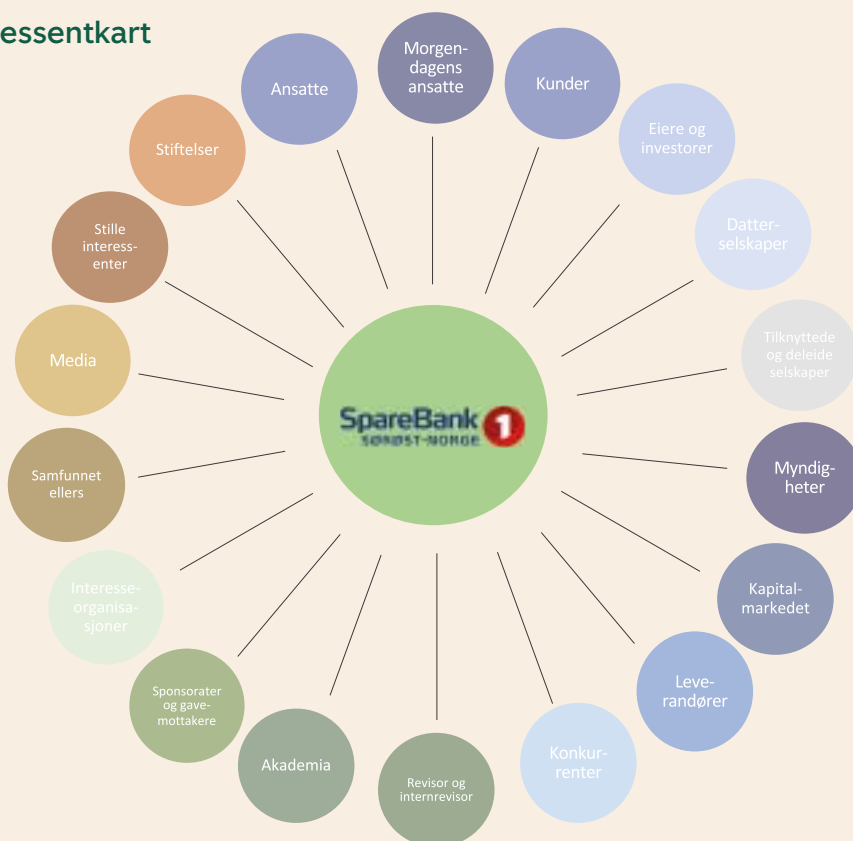 essentkart
Morgen-
dagens
ansatte
Kunder
Eiere og
investorer
Datter-
selskaper
Tilknyttede
og deleide
selskaper
Myndig-
heter
Kapital-
markedet
Leve-
randører
Konkur-
renter
Revisor og
internrevisor
Akademia
Sponsorater
og gave-
mottakere
Interesse-
organisa-
sjoner
Samfunnet
ellers
Media
Stille
interess-
enter
Stiftelser
Ansatte
SpareBank 1
SØRØST-NORGE